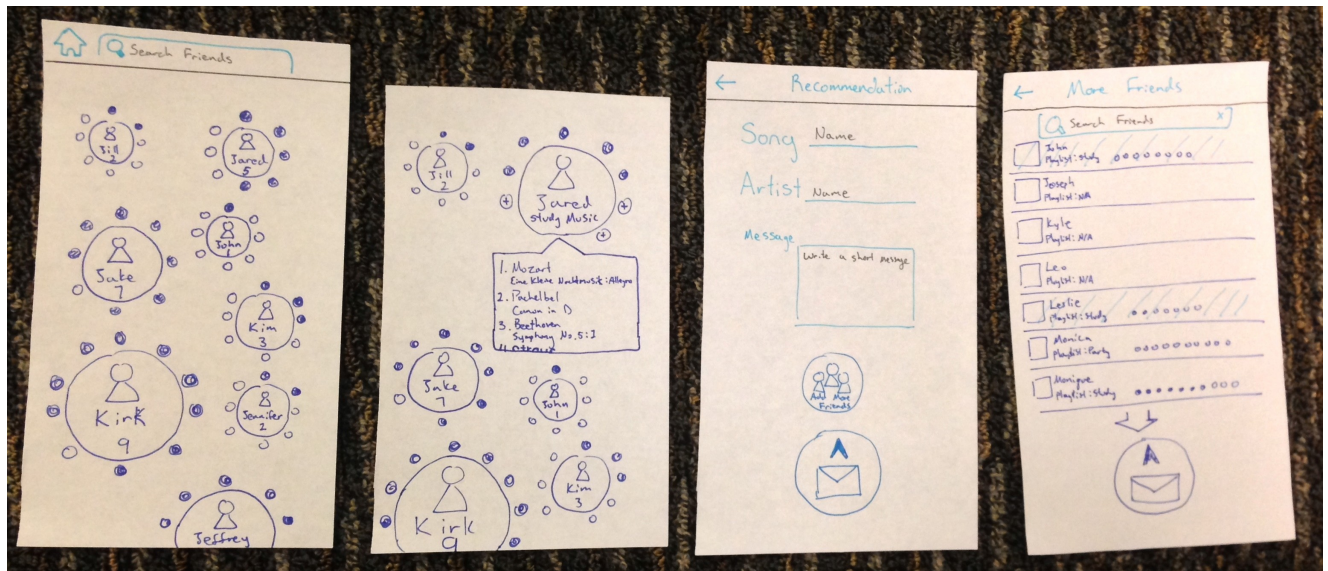 Search Friends
Jill
2
Jared
5
Jake
7
John
1
Kim
3
Kirk
9
Jennifer
2
Jeffrey
Jill
2
Jared
Study Music
1. Mozart
Eine Kleine Nachtmusik: Allegro
2. Pachelbel
Canon in D
3. Beethoven
Symphony No. 5: I
4.
Jake
7
John
1
Kim
3
Kirk
9
Recommendation
Song Name
Artist Name
Message
Write a short message
Add More
Friends
More Friends
Search Friends x
John
Playlist: Study
Joseph
Playlist: N/A
Kyle
Playlist: N/A
Leo
Playlist: N/A
Leslie
Playlist: Study
Monica
Playlist: Party
Monique
Playlist: Study